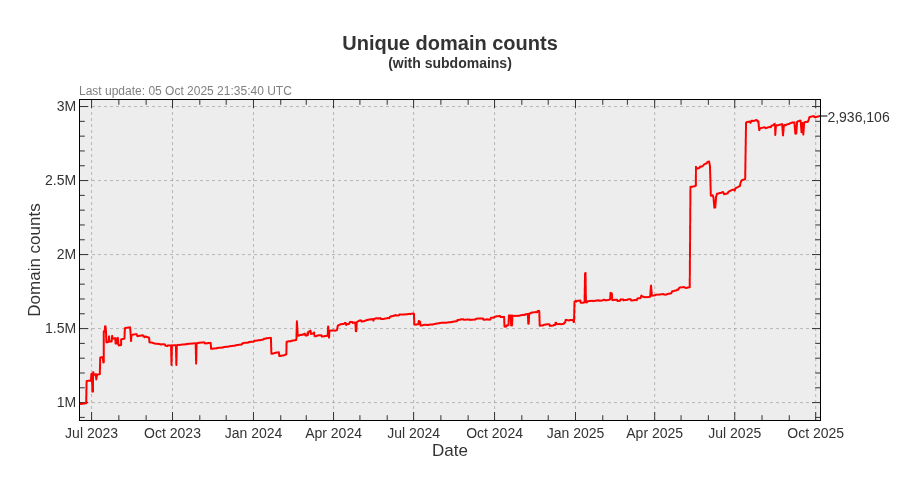 Unique domain counts
(with subdomains)
Last update: 05 Oct 2025 21:35:40 UTC
3M
2,936,106
2.5M
2M
1.5M
1M
Domain counts
Jul 2023 Oct 2023 Jan 2024 Apr 2024 Jul 2024 Oct 2024 Jan 2025 Apr 2025 Jul 2025 Oct 2025
Date